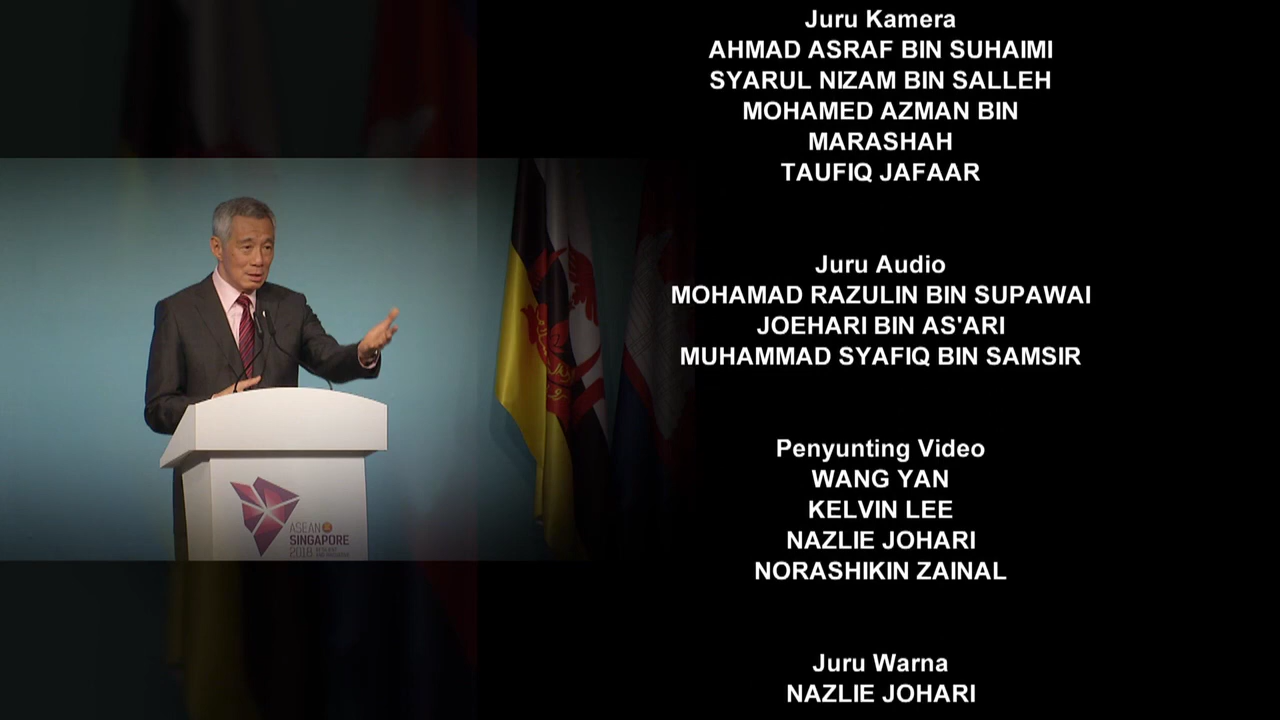 Juru Kamera
AHMAD ASRAF BIN SUHAIMI
SYARUL NIZAM BIN SALLEH
MOHAMED AZMAN BIN
MARASHAH
TAUFIQ JAFAAR
Juru Audio
MOHAMAD RAZULIN BIN SUPAWAI
JOEHARI BIN AS'ARI
MUHAMMAD SYAFIQ BIN SAMSIR
Penyunting Video
WANG YAN
KELVIN LEE
NAZLIE JOHARI
NORASHIKIN ZAINAL
Juru Warna
NAZLIE JOHARI
ASEAN
SINGAPORE
2018